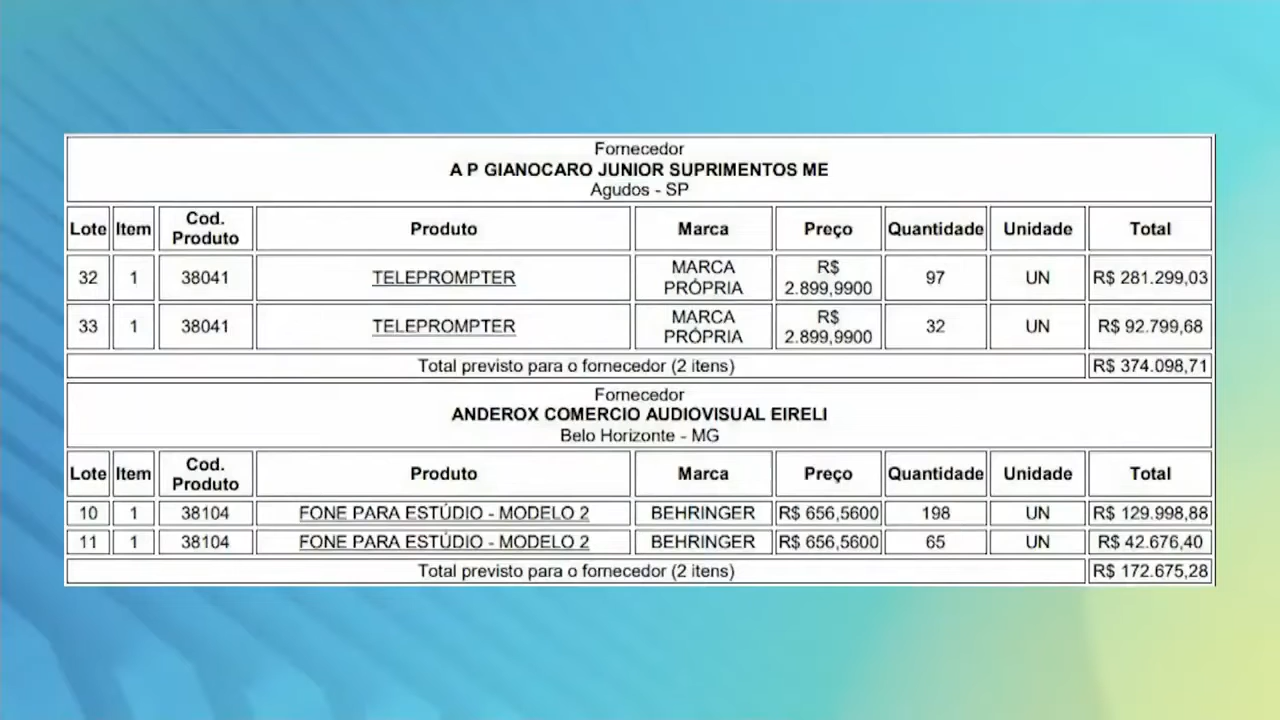 Fornecedor
A P GIANOCARO JUNIOR SUPRIMENTOS ME
Agudos - SP
Lote Item Cod. Produto Produto Marca Preço Quantidade Unidade Total
32 1 38041 TELEPROMPTER MARCA PRÓPRIA R$ 2.899,9900 97 UN R$ 281.299,03
33 1 38041 TELEPROMPTER MARCA PRÓPRIA R$ 2.899,9900 32 UN R$ 92.799,68
Total previsto para o fornecedor (2 itens) R$ 374.098,71
Fornecedor
ANDEROX COMERCIO AUDIOVISUAL EIRELI
Belo Horizonte - MG
Lote Item Cod. Produto Produto Marca Preço Quantidade Unidade Total
10 1 38104 FONE PARA ESTÚDIO - MODELO 2 BEHRINGER R$ 656,5600 198 UN R$ 129.998,88
11 1 38104 FONE PARA ESTÚDIO - MODELO 2 BEHRINGER R$ 656,5600 65 UN R$ 42.676,40
Total previsto para o fornecedor (2 itens) R$ 172.675,28